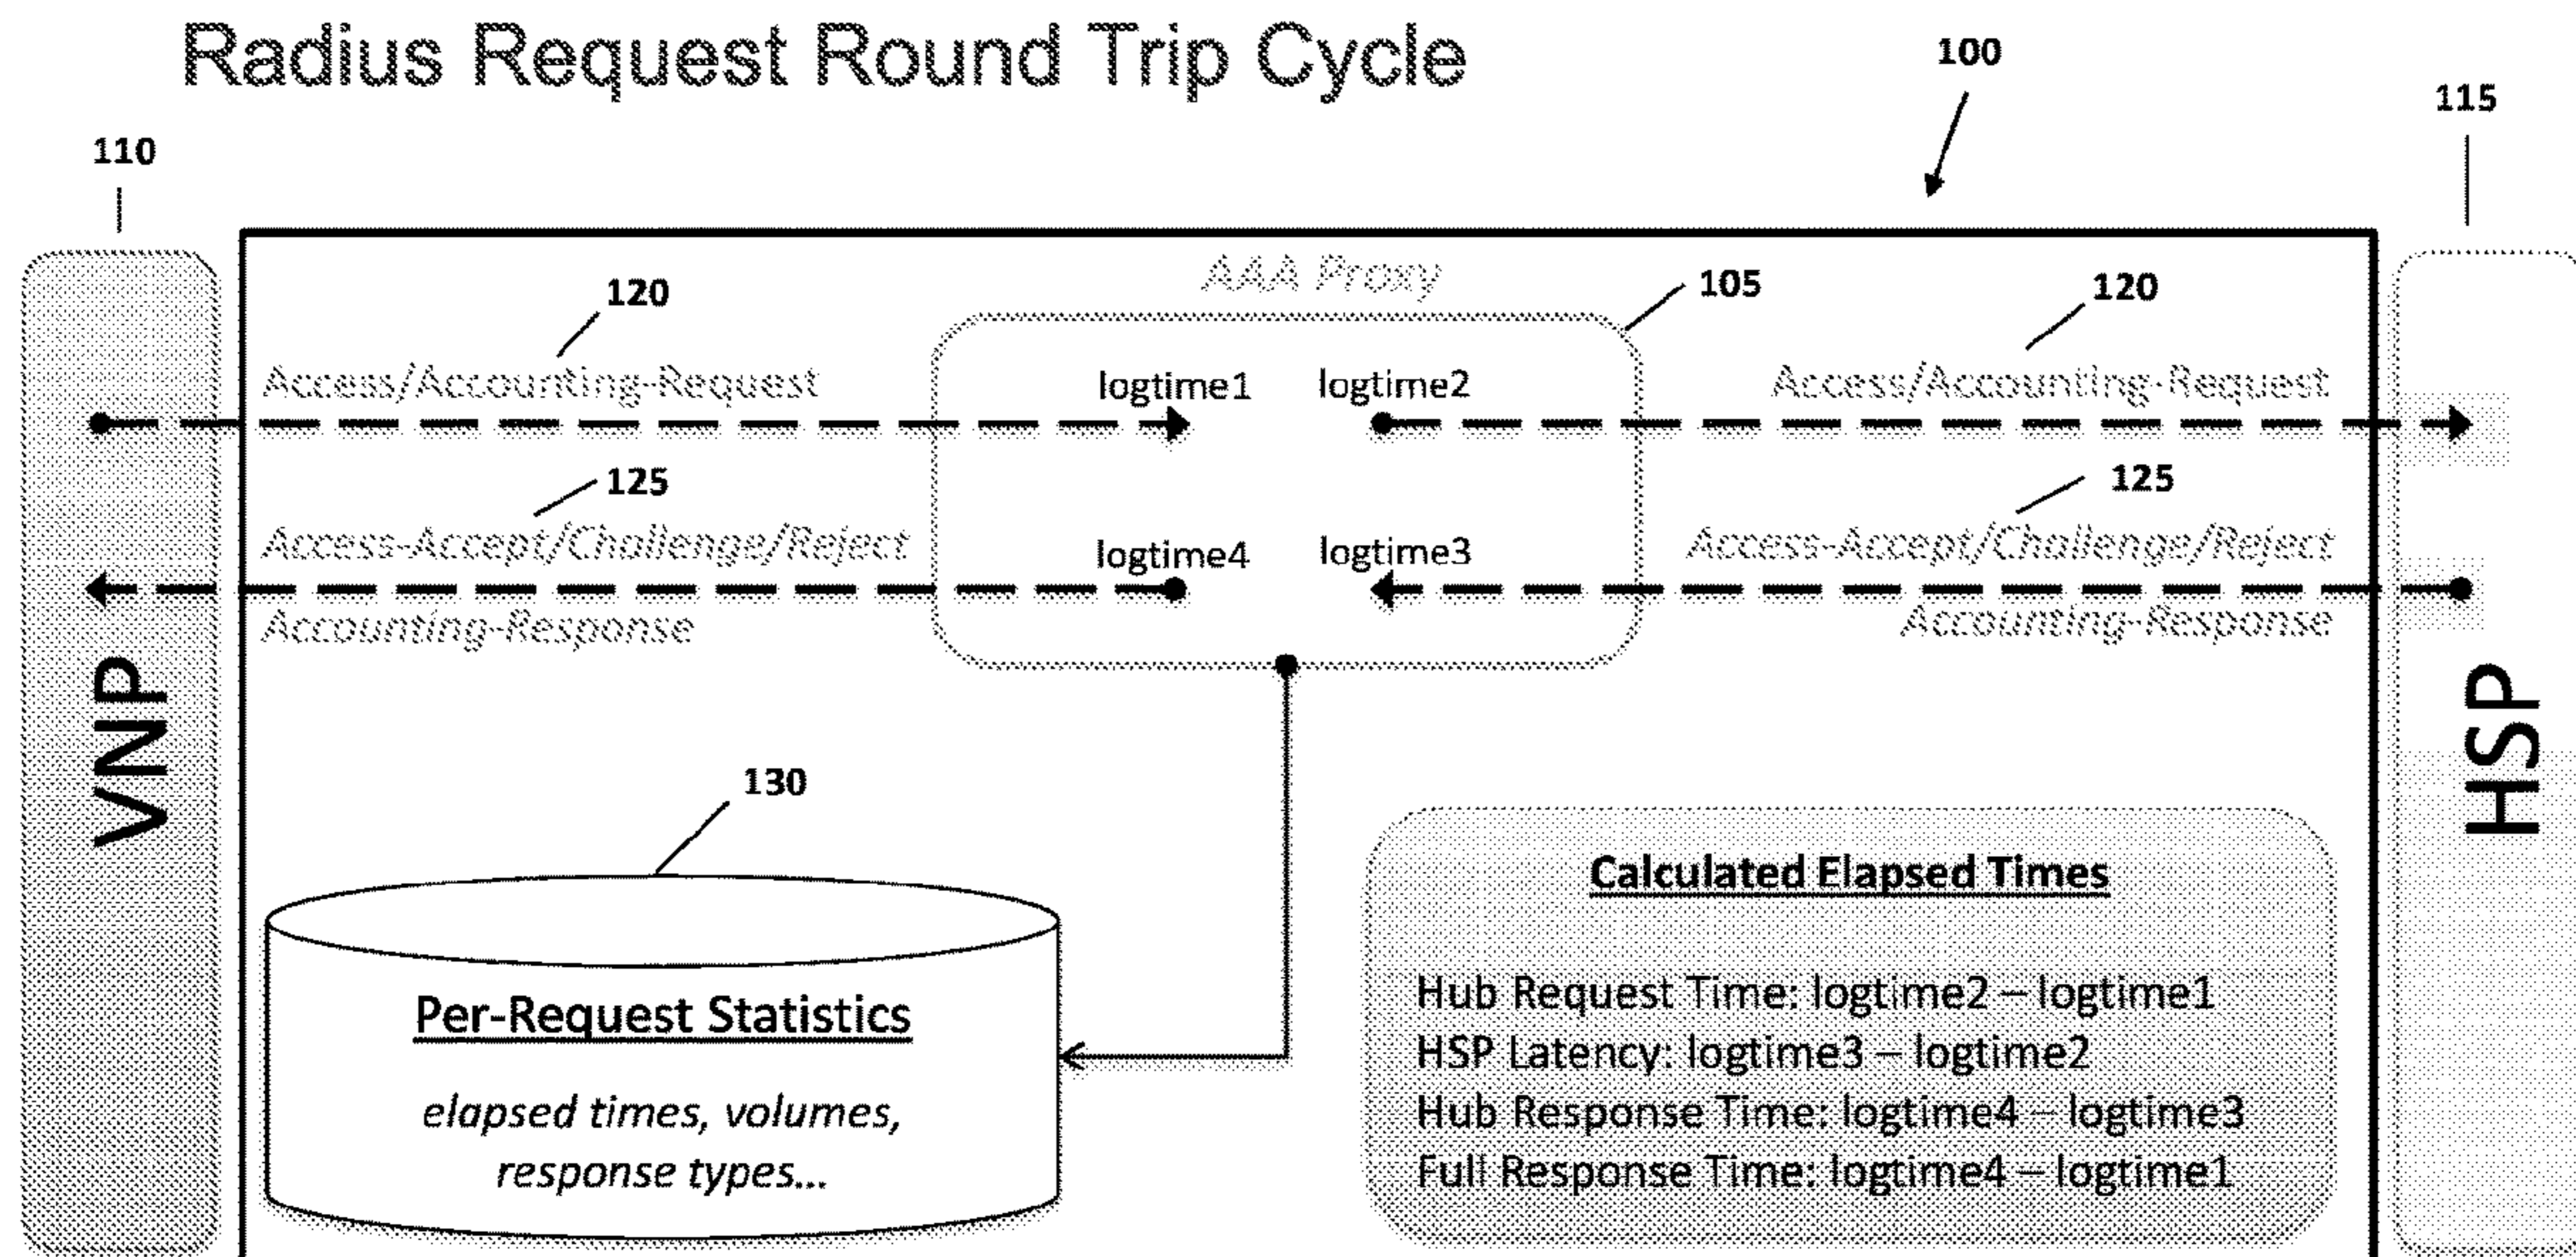 Radius Request Round Trip Cycle
100
115
110
AAA Proxy
120
105
120
Access/Accounting-Request
logtime1
logtime2
Access/Accounting-Request
125
125
Access-Accept/Challenge/Reject
logtime4
logtime3
Access-Accept/Challenge/Reject
Accounting-Response
Accounting-Response
VNP
HSP
130
Per-Request Statistics
elapsed times, volumes,
response types...
Calculated Elapsed Times
Hub Request Time: logtime2 – logtime1
HSP Latency: logtime3 – logtime2
Hub Response Time: logtime4 – logtime3
Full Response Time: logtime4 – logtime1